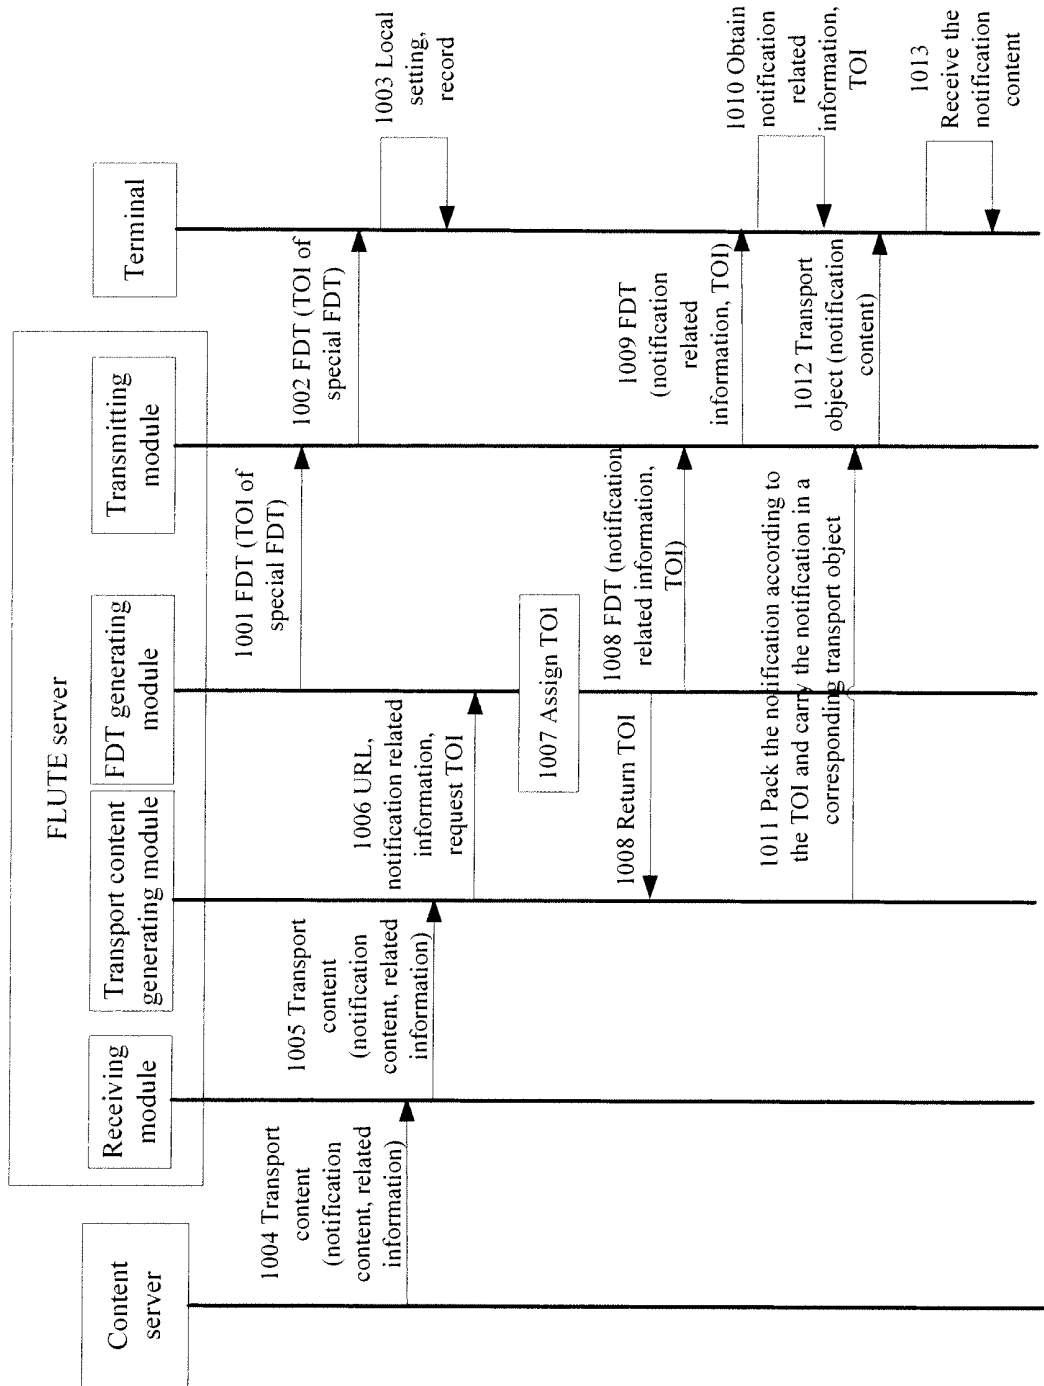 FLUTE server
Content
server
Receiving
module
Transport content
generating module
FDT generating
module
Transmitting
module
Terminal
1001 FDT (TOI of
special FDT)
1002 FDT (TOI of
special FDT)
1003 Local
setting,
record
1004 Transport
content
(notification
content, related
information)
1005 Transport
content
(notification
content, related
information)
1006 URL,
notification related
information,
request TOI
1007 Assign TOI
1008 Return TOI
1008 FDT (notification
related information,
TOI)
1009 FDT
(notification
related
information, TOI)
1010 Obtain
notification
related
information,
TOI
1011 Pack the notification according to
the TOI and carry the notification in a
corresponding transport object
1012 Transport
object (notification
content)
1013
Receive the
notification
content